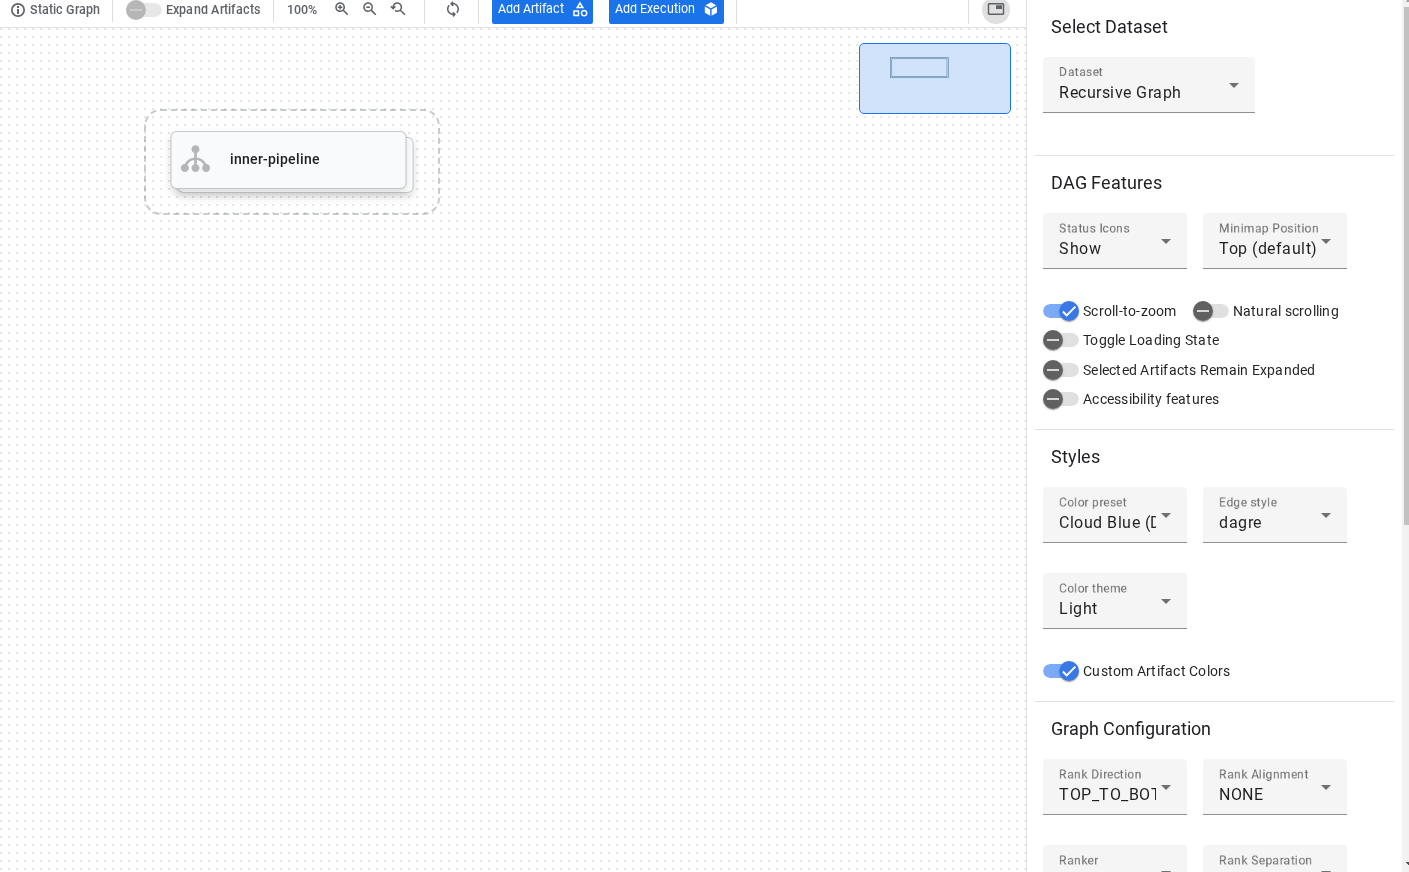 Static Graph
Expand Artifacts
100%
Add Artifact
Add Execution
inner-pipeline
Select Dataset
Dataset
Recursive Graph
DAG Features
Status Icons
Show
Minimap Position
Top (default)
Scroll-to-zoom
Natural scrolling
Toggle Loading State
Selected Artifacts Remain Expanded
Accessibility features
Styles
Color preset
Cloud Blue (D
Edge style
dagre
Color theme
Light
Custom Artifact Colors
Graph Configuration
Rank Direction
TOP_TO_BOT
Rank Alignment
NONE
Ranker
Rank Separation